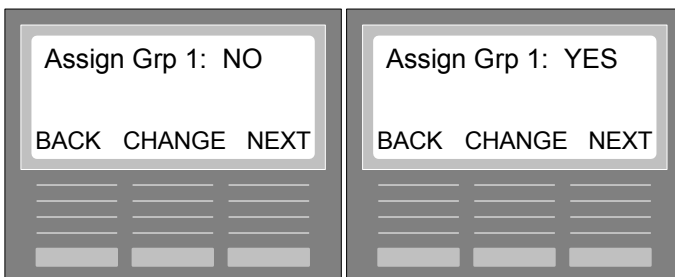 Assign Grp 1: NO
BACK CHANGE NEXT
Assign Grp 1: YES
BACK CHANGE NEXT